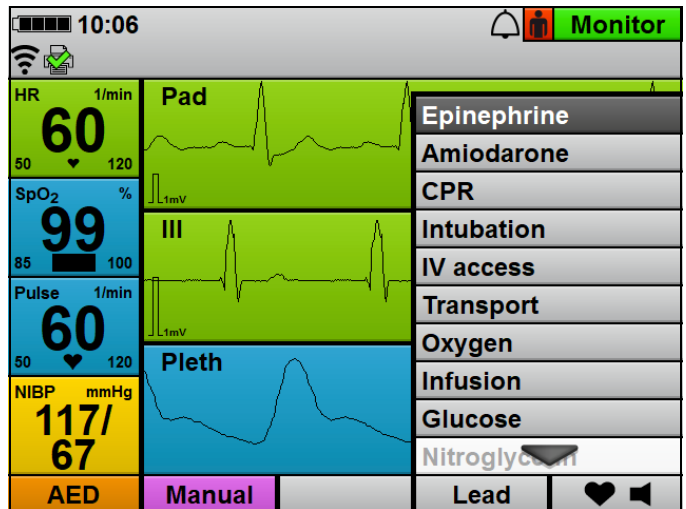 10:06
Monitor
HR 1/min
60
50 120
SpO2 %
99
85 100
Pulse 1/min
60
50 120
NIBP mmHg
117/
67
Pad
1mV
III
1mV
Pleth
Epinephrine
Amiodarone
CPR
Intubation
IV access
Transport
Oxygen
Infusion
Glucose
AED
Manual
Lead